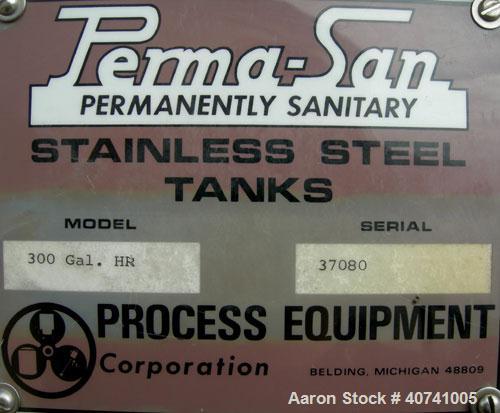 Perma-San
PERMANENTLY SANITARY
STAINLESS STEEL
TANKS
MODEL
SERIAL
300 Gal. HR
37080
PROCESS EQUIPMENT
Corporation
BELDING, MICHIGAN 48809
Aaron Stock # 40741005